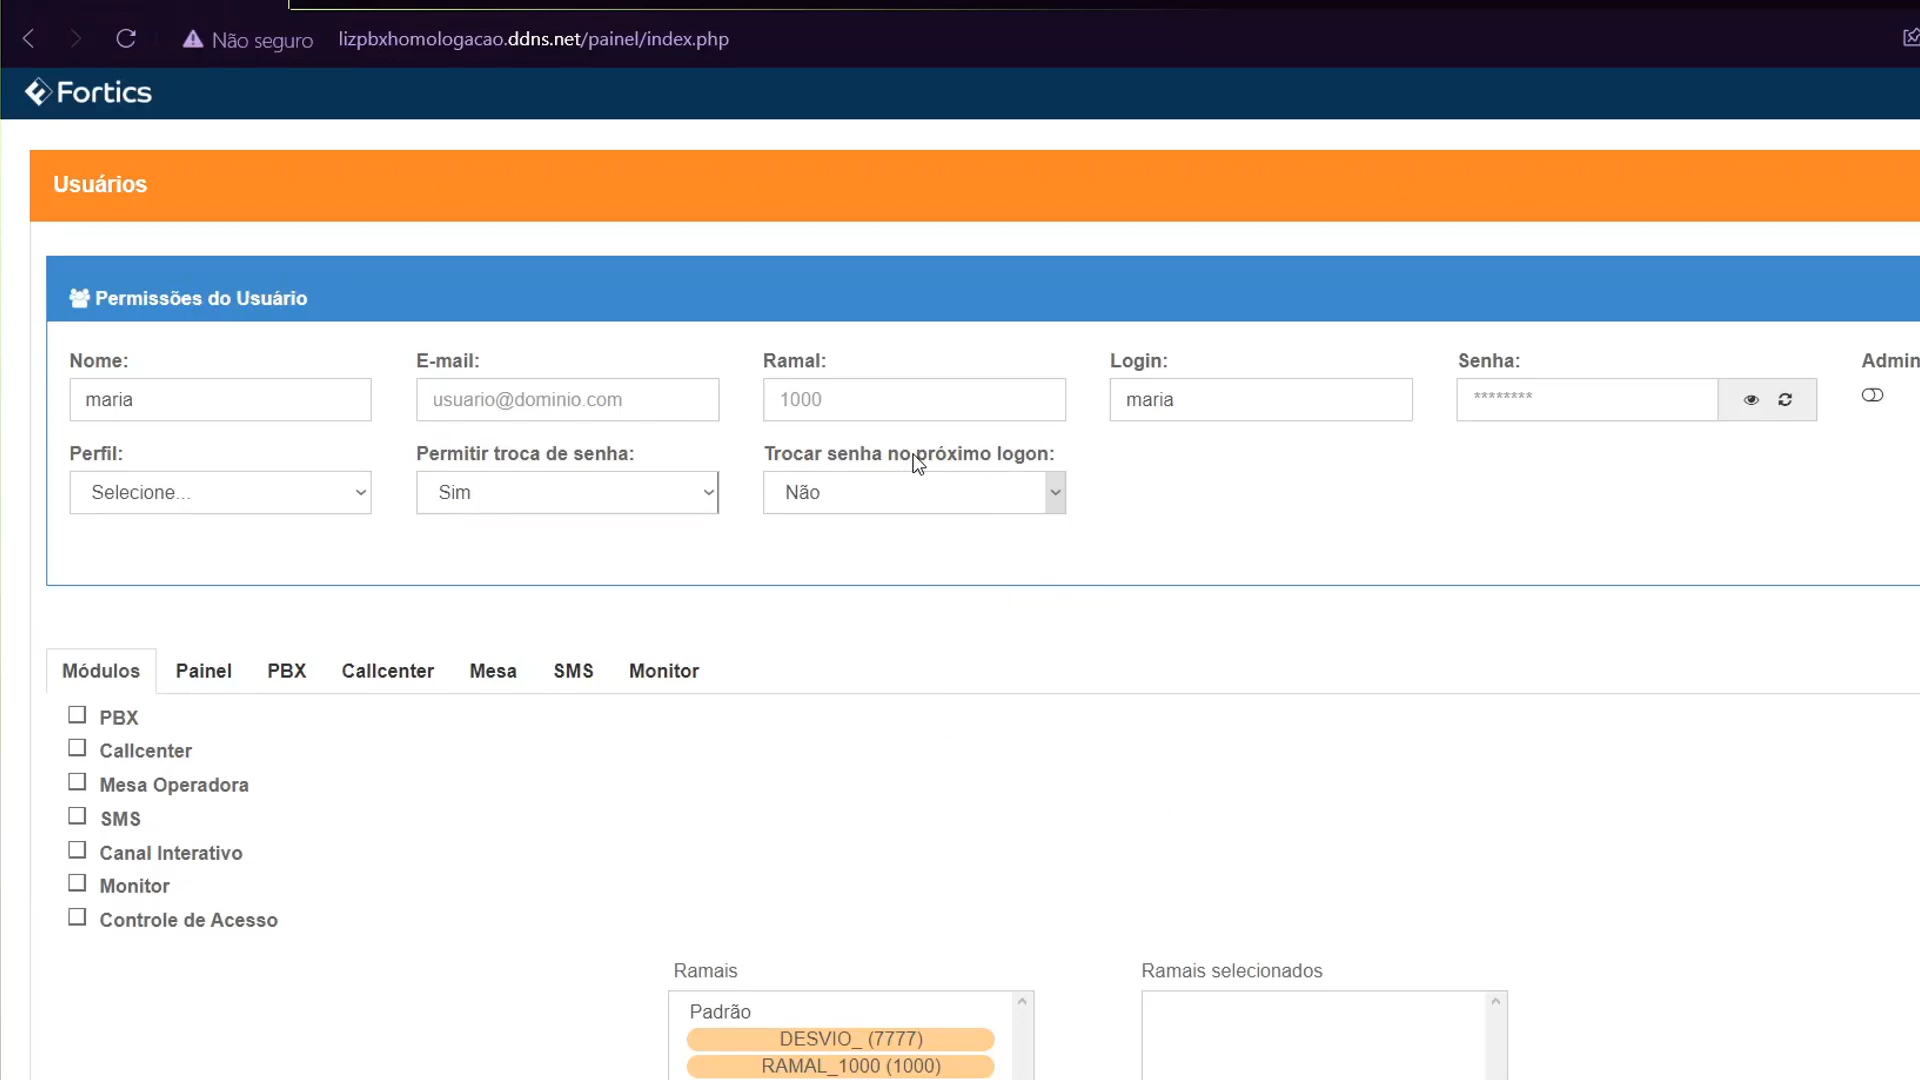 Não seguro lizpbxhomologacao.ddns.net/painel/index.php
Fortics
Usuários
Permissões do Usuário
Nome: E-mail: Ramal: Login: Senha: Admin
maria usuario@dominio.com 1000 maria ********
Perfil: Permitir troca de senha: Trocar senha no próximo logon:
Selecione... Sim Não
Módulos Painel PBX Callcenter Mesa SMS Monitor
PBX
Callcenter
Mesa Operadora
SMS
Canal Interativo
Monitor
Controle de Acesso
Ramais Ramais selecionados
Padrão
DESVIO_ (7777)
RAMAL_1000 (1000)